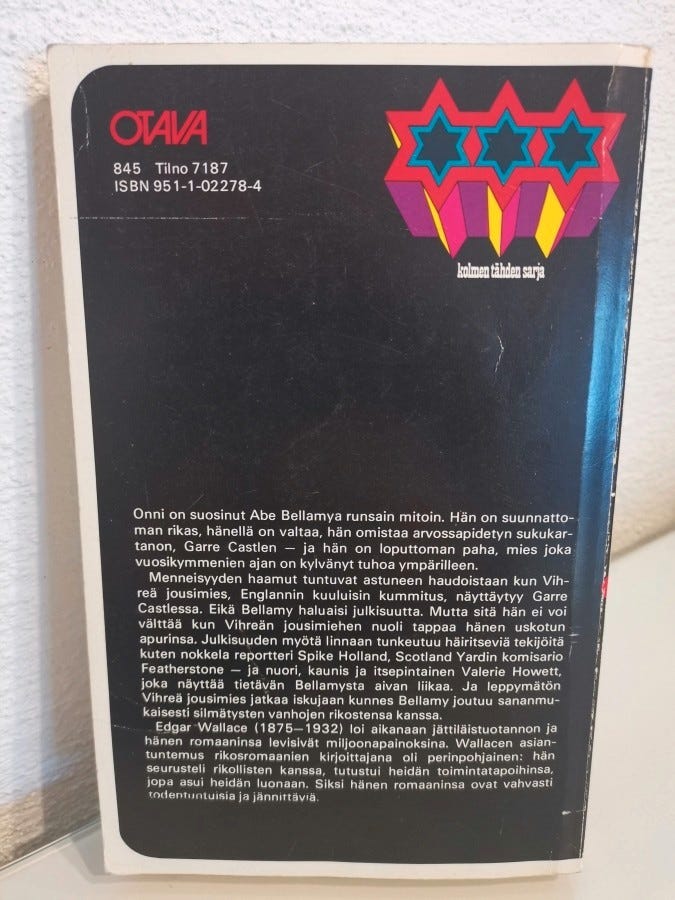 OTAVA
845 Tilno 7187
ISBN 951-1-02278-4
kolmen tähden sarja
Onni on suosinut Abe Bellamya runsain mitoin. Hän on suunnatto-
man rikas, hänellä on valtaa, hän omistaa arvossapidetyn sukukar-
tanon, Garre Castlen — ja hän on loputtoman paha, mies joka
vuosikymmenien ajan on kylvänyt tuhoa ympärilleen.
Menneisyyden haamut tuntuvat astuneen haudoistaan kun Vih-
reä jousimies, Englannin kuuluisin kummitus, näyttäytyy Garre
Castlessa. Eikä Bellamy haluaisi julkisuutta. Mutta sitä hän ei voi
välttää kun Vihreän jousimiehen nuoli tappaa hänen uskotun
apurinsa. Julkisuuden myötä linnaan tunkeutuu häiritseviä tekijöitä
kuten nokkela reportteri Spike Holland, Scotland Yardin komisario
Featherstone — ja nuori, kaunis ja itsepintainen Valerie Howett,
joka näyttää tietävän Bellamysta aivan liikaa. Ja leppymätön
Vihreä jousimies jatkaa iskujaan kunnes Bellamy joutuu sananmu-
kaisesti silmätysten vanhojen rikostensa kanssa.
Edgar Wallace (1875—1932) loi aikanaan jättiläistuotannon ja
hänen romaaninsa levisivät miljoonapainoksina. Wallacen asian-
tuntemus rikosromaanien kirjoittajana oli perinpohjainen: hän
seurusteli rikollisten kanssa, tutustui heidän toimintatapoihinsa,
jopa asui heidän luonaan. Siksi hänen romaaninsa ovat vahvasti
todentuntuisia ja jännittäviä.